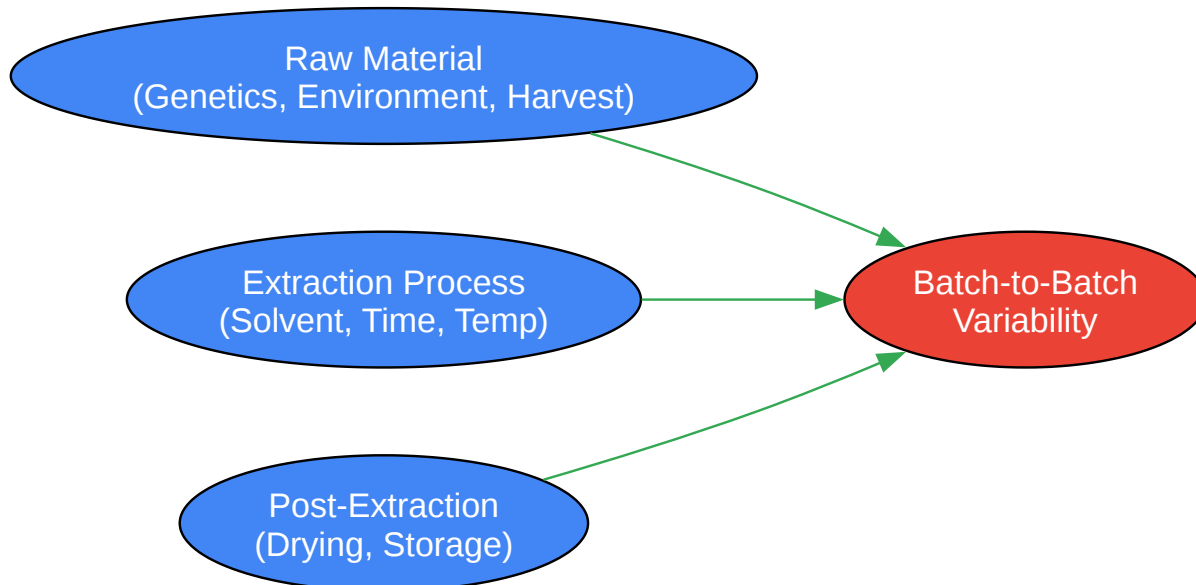 Raw Material
(Genetics, Environment, Harvest)
Extraction Process
(Solvent, Time, Temp)
Batch-to-Batch
Variability
Post-Extraction
(Drying, Storage)